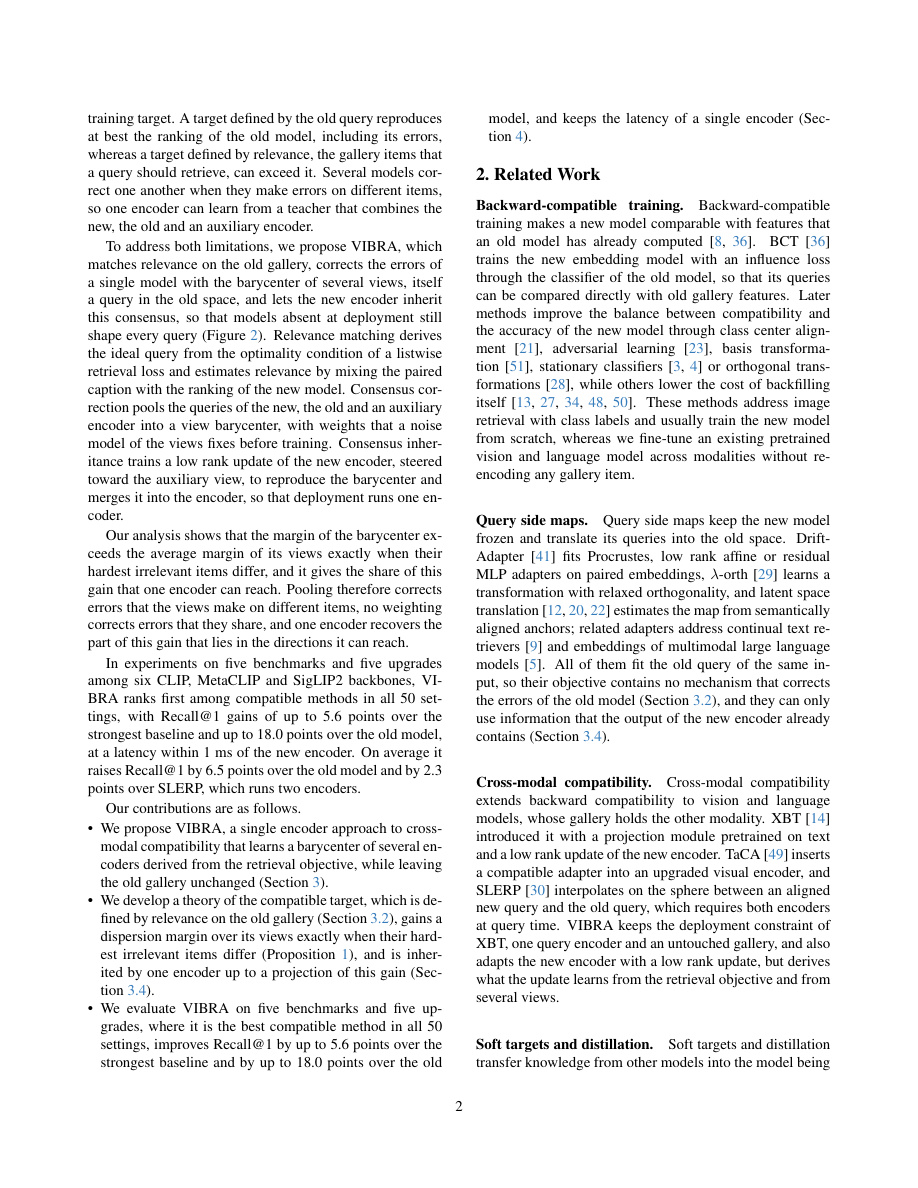 training target. A target defined by the old query reproduces
at best the ranking of the old model, including its errors,
whereas a target defined by relevance, the gallery items that
a query should retrieve, can exceed it. Several models cor-
rect one another when they make errors on different items,
so one encoder can learn from a teacher that combines the
new, the old and an auxiliary encoder.
To address both limitations, we propose VIBRA, which
matches relevance on the old gallery, corrects the errors of
a single model with the barycenter of several views, itself
a query in the old space, and lets the new encoder inherit
this consensus, so that models absent at deployment still
shape every query (Figure 2). Relevance matching derives
the ideal query from the optimality condition of a listwise
retrieval loss and estimates relevance by mixing the paired
caption with the ranking of the new model. Consensus cor-
rection pools the queries of the new, the old and an auxiliary
encoder into a view barycenter, with weights that a noise
model of the views fixes before training. Consensus inher-
itance trains a low rank update of the new encoder, steered
toward the auxiliary view, to reproduce the barycenter and
merges it into the encoder, so that deployment runs one en-
coder.
Our analysis shows that the margin of the barycenter ex-
ceeds the average margin of its views exactly when their
hardest irrelevant items differ, and it gives the share of this
gain that one encoder can reach. Pooling therefore corrects
errors that the views make on different items, no weighting
corrects errors that they share, and one encoder recovers the
part of this gain that lies in the directions it can reach.
In experiments on five benchmarks and five upgrades
among six CLIP, MetaCLIP and SigLIP2 backbones, VI-
BRA ranks first among compatible methods in all 50 set-
tings, with Recall@1 gains of up to 5.6 points over the
strongest baseline and up to 18.0 points over the old model,
at a latency within 1 ms of the new encoder. On average it
raises Recall@1 by 6.5 points over the old model and by 2.3
points over SLERP, which runs two encoders.
Our contributions are as follows.
• We propose VIBRA, a single encoder approach to cross-
modal compatibility that learns a barycenter of several en-
coders derived from the retrieval objective, while leaving
the old gallery unchanged (Section 3).
• We develop a theory of the compatible target, which is de-
fined by relevance on the old gallery (Section 3.2), gains a
dispersion margin over its views exactly when their hard-
est irrelevant items differ (Proposition 1), and is inher-
ited by one encoder up to a projection of this gain (Sec-
tion 3.4).
• We evaluate VIBRA on five benchmarks and five up-
grades, where it is the best compatible method in all 50
settings, improves Recall@1 by up to 5.6 points over the
strongest baseline and by up to 18.0 points over the old
model, and keeps the latency of a single encoder (Sec-
tion 4).
2. Related Work
Backward-compatible training. Backward-compatible
training makes a new model comparable with features that
an old model has already computed [8, 36]. BCT [36]
trains the new embedding model with an influence loss
through the classifier of the old model, so that its queries
can be compared directly with old gallery features. Later
methods improve the balance between compatibility and
the accuracy of the new model through class center align-
ment [21], adversarial learning [23], basis transforma-
tion [51], stationary classifiers [3, 4] or orthogonal trans-
formations [28], while others lower the cost of backfilling
itself [13, 27, 34, 48, 50]. These methods address image
retrieval with class labels and usually train the new model
from scratch, whereas we fine-tune an existing pretrained
vision and language model across modalities without re-
encoding any gallery item.
Query side maps. Query side maps keep the new model
frozen and translate its queries into the old space. Drift-
Adapter [41] fits Procrustes, low rank affine or residual
MLP adapters on paired embeddings, λ-orth [29] learns a
transformation with relaxed orthogonality, and latent space
translation [12, 20, 22] estimates the map from semantically
aligned anchors; related adapters address continual text re-
trievers [9] and embeddings of multimodal large language
models [5]. All of them fit the old query of the same in-
put, so their objective contains no mechanism that corrects
the errors of the old model (Section 3.2), and they can only
use information that the output of the new encoder already
contains (Section 3.4).
Cross-modal compatibility. Cross-modal compatibility
extends backward compatibility to vision and language
models, whose gallery holds the other modality. XBT [14]
introduced it with a projection module pretrained on text
and a low rank update of the new encoder. TaCA [49] inserts
a compatible adapter into an upgraded visual encoder, and
SLERP [30] interpolates on the sphere between an aligned
new query and the old query, which requires both encoders
at query time. VIBRA keeps the deployment constraint of
XBT, one query encoder and an untouched gallery, and also
adapts the new encoder with a low rank update, but derives
what the update learns from the retrieval objective and from
several views.
Soft targets and distillation. Soft targets and distillation
transfer knowledge from other models into the model being
2